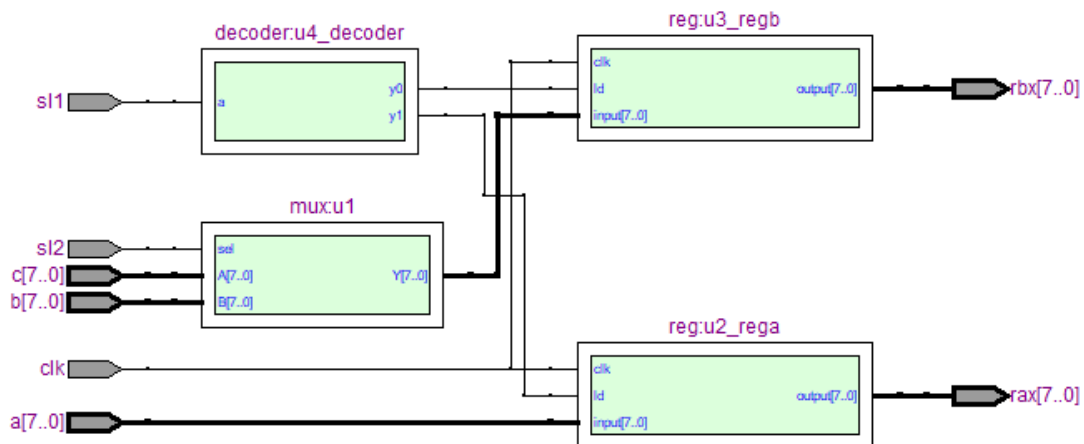 decoder:u4_decoder
sl1
a
y0
y1
reg:u3_regb
clk
ld
input[7..0]
output[7..0]
rbx[7..0]
mux:u1
sl2
c[7..0]
b[7..0]
sel
A[7..0]
B[7..0]
Y[7..0]
clk
a[7..0]
reg:u2_rega
clk
ld
input[7..0]
output[7..0]
rax[7..0]